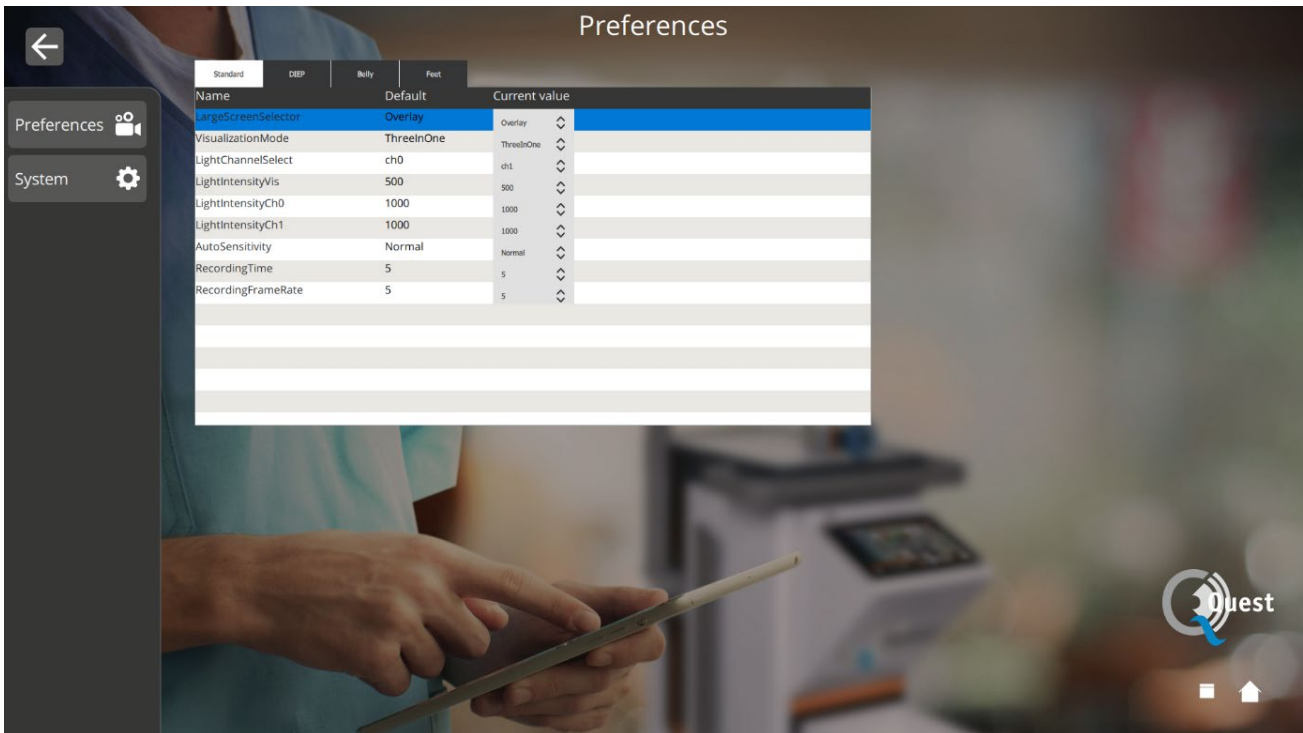 Preferences
Standard DIEP Belly Feet
Name Default Current value
LargeScreenSelector Overlay Overlay
VisualizationMode ThreeInOne ThreeInOne
LightChannelSelect ch0 ch1
LightIntensityVis 500 500
LightIntensityCh0 1000 1000
LightIntensityCh1 1000 1000
AutoSensitivity Normal Normal
RecordingTime 5 5
RecordingFrameRate 5 5
Preferences
System
Quest